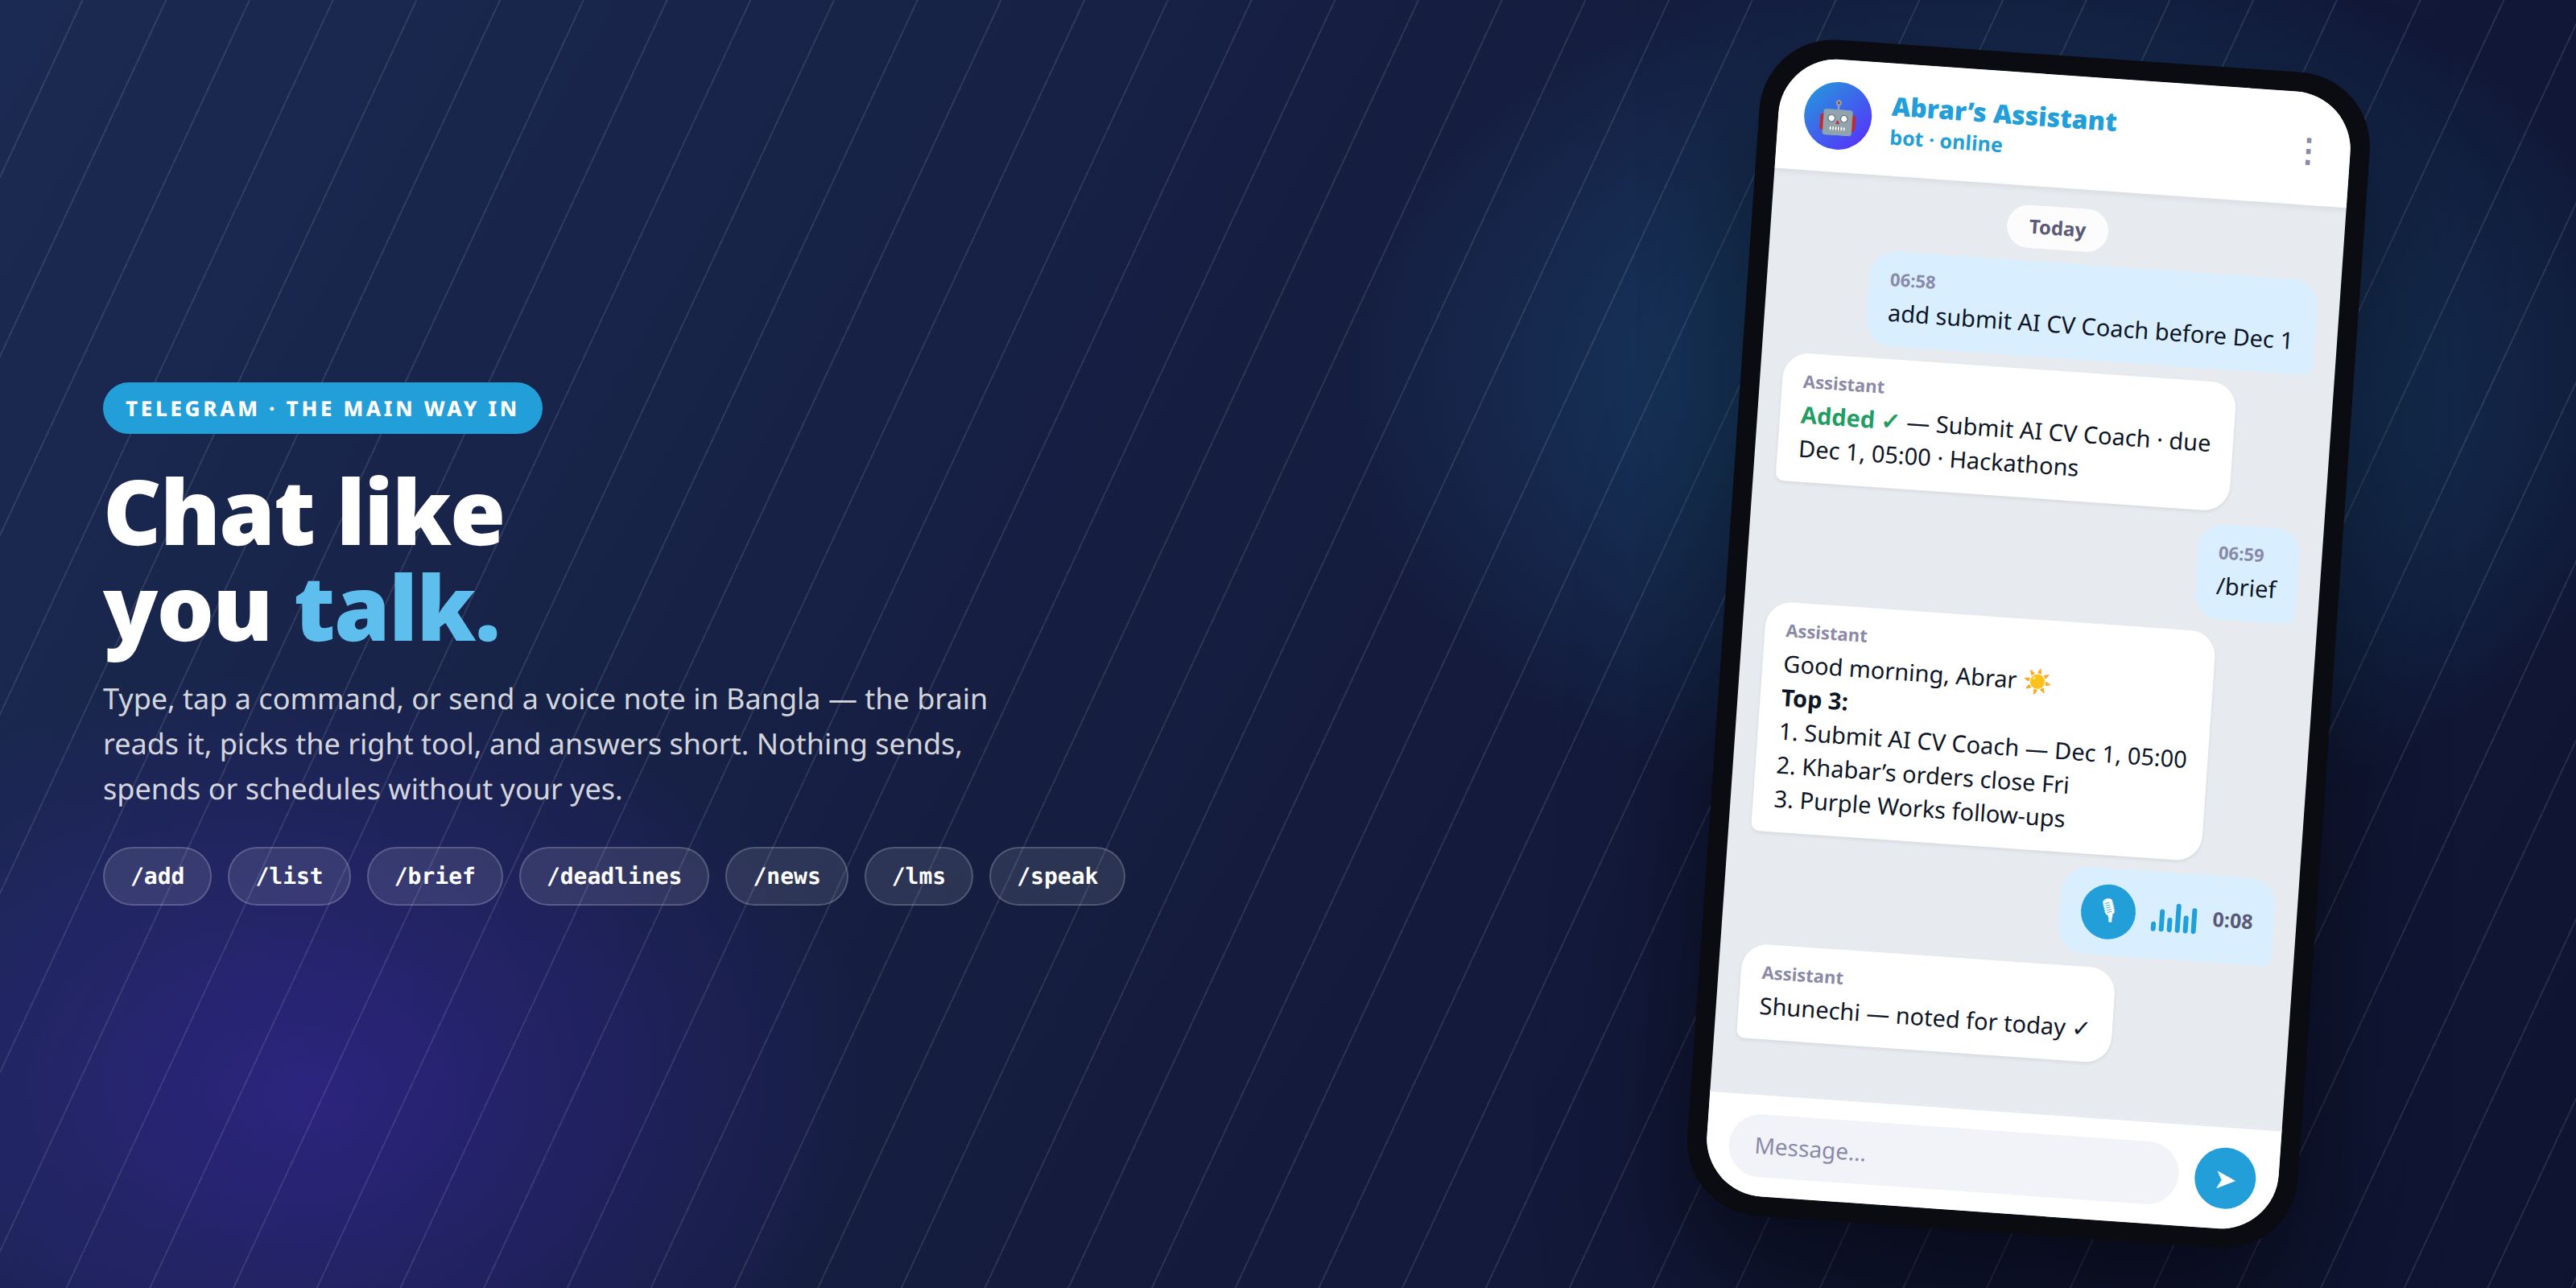 TELEGRAM · THE MAIN WAY IN
Chat like
you talk.
Type, tap a command, or send a voice note in Bangla — the brain
reads it, picks the right tool, and answers short. Nothing sends,
spends or schedules without your yes.
/add /list /brief /deadlines /news /lms /speak
Abrar’s Assistant
bot · online
Today
06:58
add submit AI CV Coach before Dec 1
Assistant
Added ✓ — Submit AI CV Coach · due
Dec 1, 05:00 · Hackathons
06:59
/brief
Assistant
Good morning, Abrar ☀️
Top 3:
1. Submit AI CV Coach — Dec 1, 05:00
2. Khabar’s orders close Fri
3. Purple Works follow-ups
0:08
Assistant
Shunechi — noted for today ✓
Message...